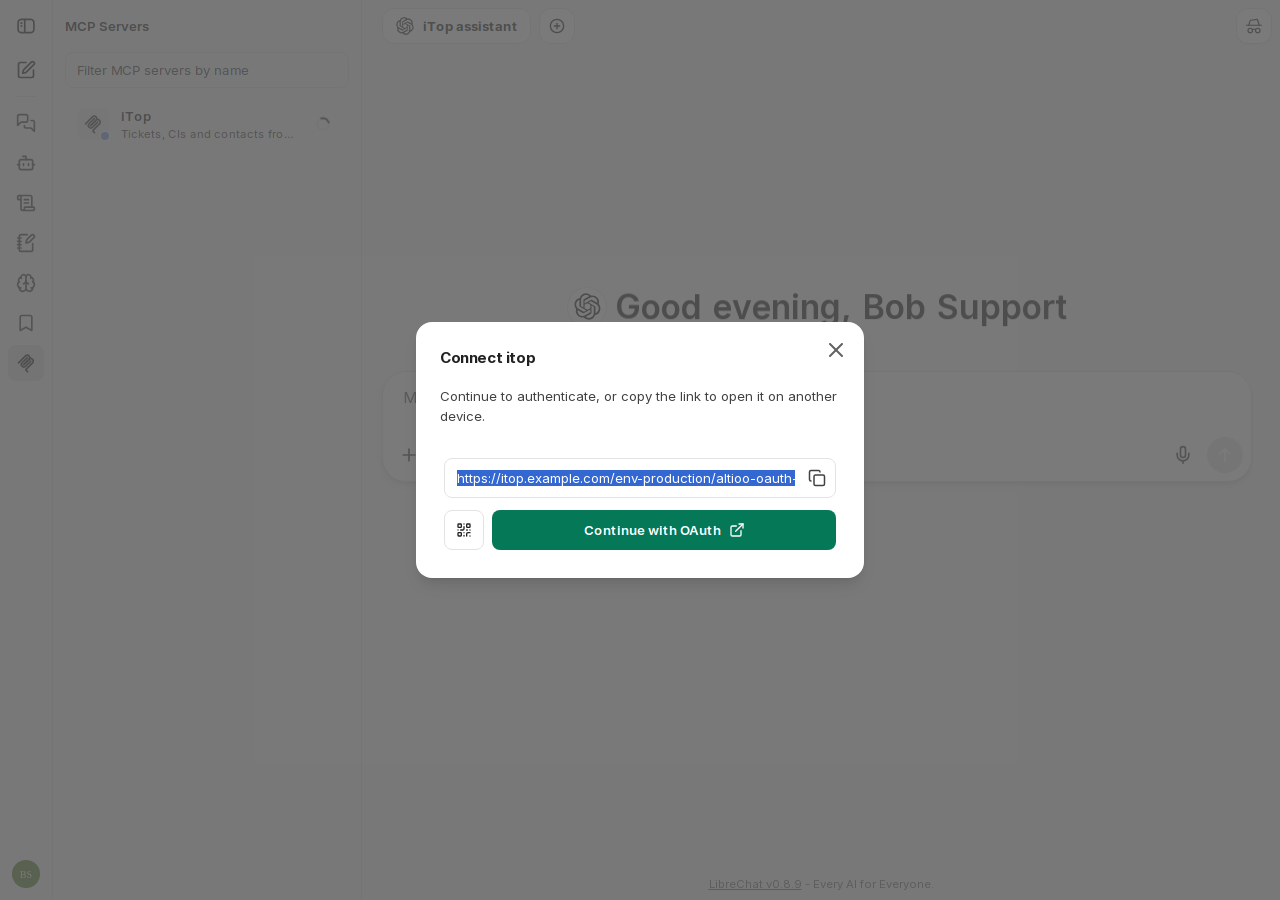 MCP Servers
iTop assistant
Filter MCP servers by name
iTop
Tickets, CIs and contacts fro...
Good evening, Bob Support
Connect itop
Continue to authenticate, or copy the link to open it on another
device.
https://itop.example.com/env-production/altioo-oauth-
Continue with OAuth
BS
LibreChat v0.8.9 - Every AI for Everyone.